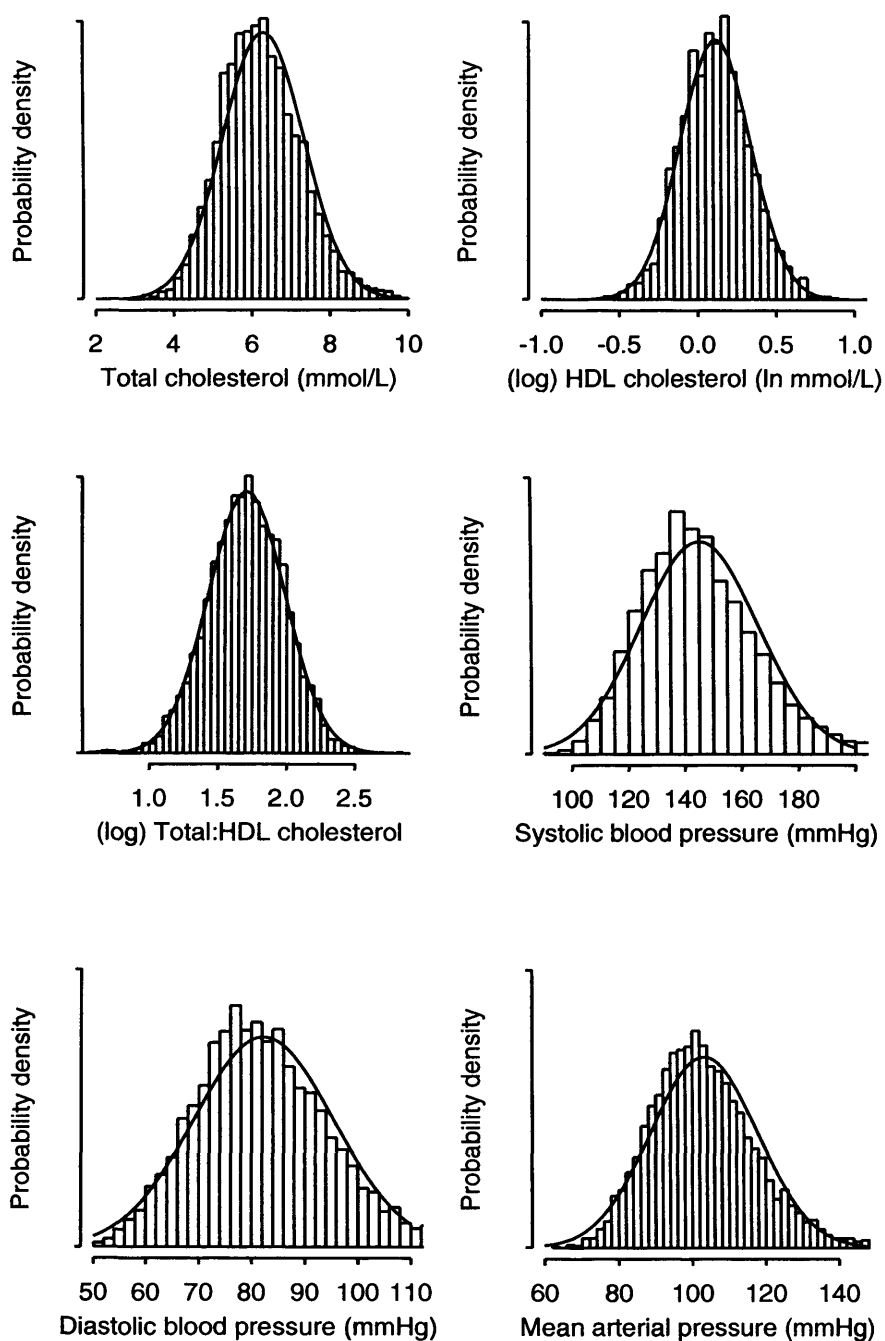 Probability density
2 4 6 8 10
Total cholesterol (mmol/L)
Probability density
-1.0 -0.5 0.0 0.5 1.0
(log) HDL cholesterol (ln mmol/L)
Probability density
1.0 1.5 2.0 2.5
(log) Total:HDL cholesterol
Probability density
100 120 140 160 180
Systolic blood pressure (mmHg)
Probability density
50 60 70 80 90 100 110
Diastolic blood pressure (mmHg)
Probability density
60 80 100 120 140
Mean arterial pressure (mmHg)